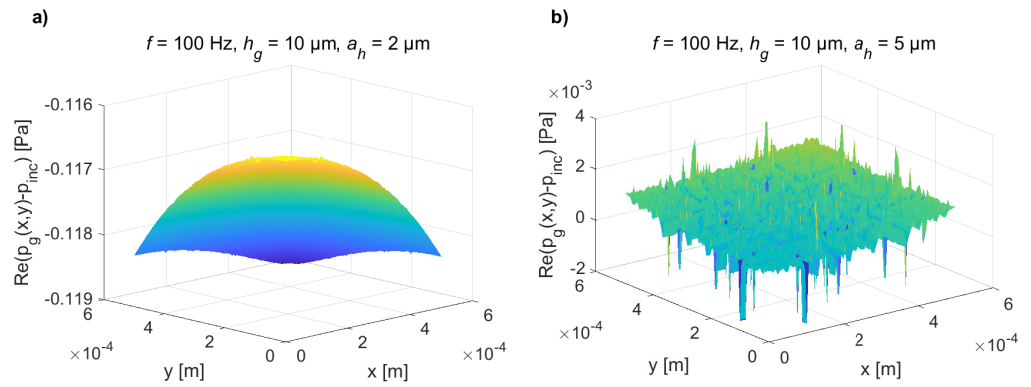 a)
f = 100 Hz, h_g = 10 µm, a_h = 2 µm
Re(p_g(x,y)-p_inc) [Pa]
-0.116
-0.117
-0.118
-0.119
6
4
2
0
×10^-4
y [m]
0
2
4
6
×10^-4
x [m]
b)
f = 100 Hz, h_g = 10 µm, a_h = 5 µm
×10^-3
Re(p_g(x,y)-p_inc) [Pa]
4
2
0
-2
6
4
2
0
×10^-4
y [m]
0
2
4
6
×10^-4
x [m]